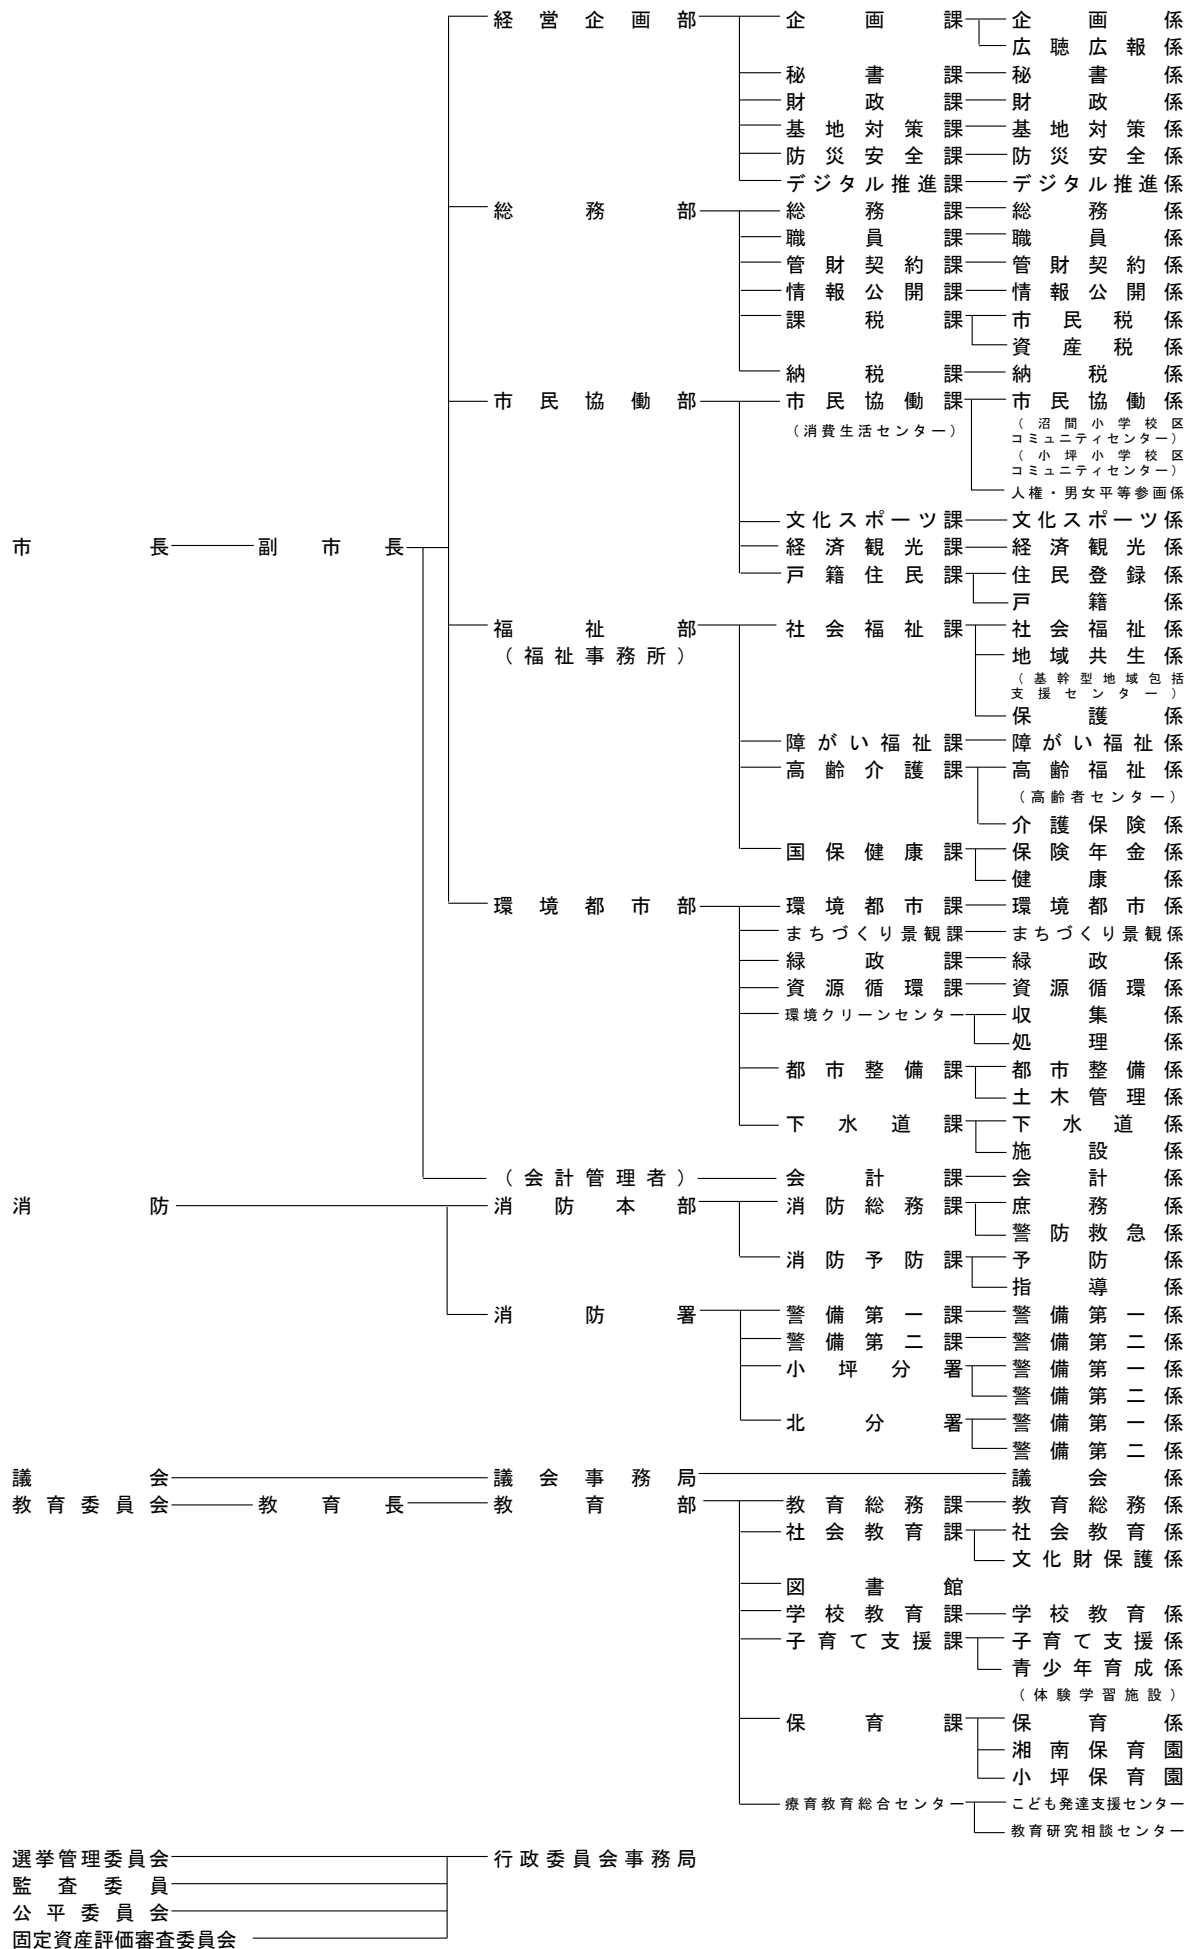 経営企画部 企画課 企画係
広聴広報係
秘書課 秘書係
財政課 財政係
基地対策課 基地対策係
防災安全課 防災安全係
デジタル推進課 デジタル推進係
総務部 総務課 総務係
職員課 職員係
管財契約課 管財契約係
情報公開課 情報公開係
課税課 市民税係
資産税係
納税課 納税係
市民協働部 市民協働課 市民協働係
(消費生活センター) (沼間小学校区
コミュニティセンター)
(小坪小学校区
コミュニティセンター)
人権・男女平等参画係
文化スポーツ課 文化スポーツ係
市長 副市長 経済観光課 経済観光係
戸籍住民課 住民登録係
戸籍係
福祉部 社会福祉課 社会福祉係
(福祉事務所) 地域共生係
(基幹型地域包括
支援センター)
保護係
障がい福祉課 障がい福祉係
高齢介護課 高齢福祉係
(高齢者センター)
介護保険係
国保健康課 保険年金係
健康係
環境都市部 環境都市課 環境都市係
まちづくり景観課 まちづくり景観係
緑政課 緑政係
資源循環課 資源循環係
環境クリーンセンター 収集係
処理係
都市整備課 都市整備係
土木管理係
下水道課 下水道係
施設係
(会計管理者) 会計課 会計係
消防 消防本部 消防総務課 庶務係
警防救急係
消防予防課 予防係
指導係
消防署 警備第一課 警備第一係
警備第二課 警備第二係
小坪分署 警備第一係
警備第二係
北分署 警備第一係
警備第二係
議会 議会事務局 議会係
教育委員会 教育長 教育部 教育総務課 教育総務係
社会教育課 社会教育係
文化財保護係
図書館
学校教育課 学校教育係
子育て支援課 子育て支援係
青少年育成係
(体験学習施設)
保育課 保育係
湘南保育園
小坪保育園
療育教育総合センター こども発達支援センター
教育研究相談センター
選挙管理委員会 行政委員会事務局
監査委員
公平委員会
固定資産評価審査委員会